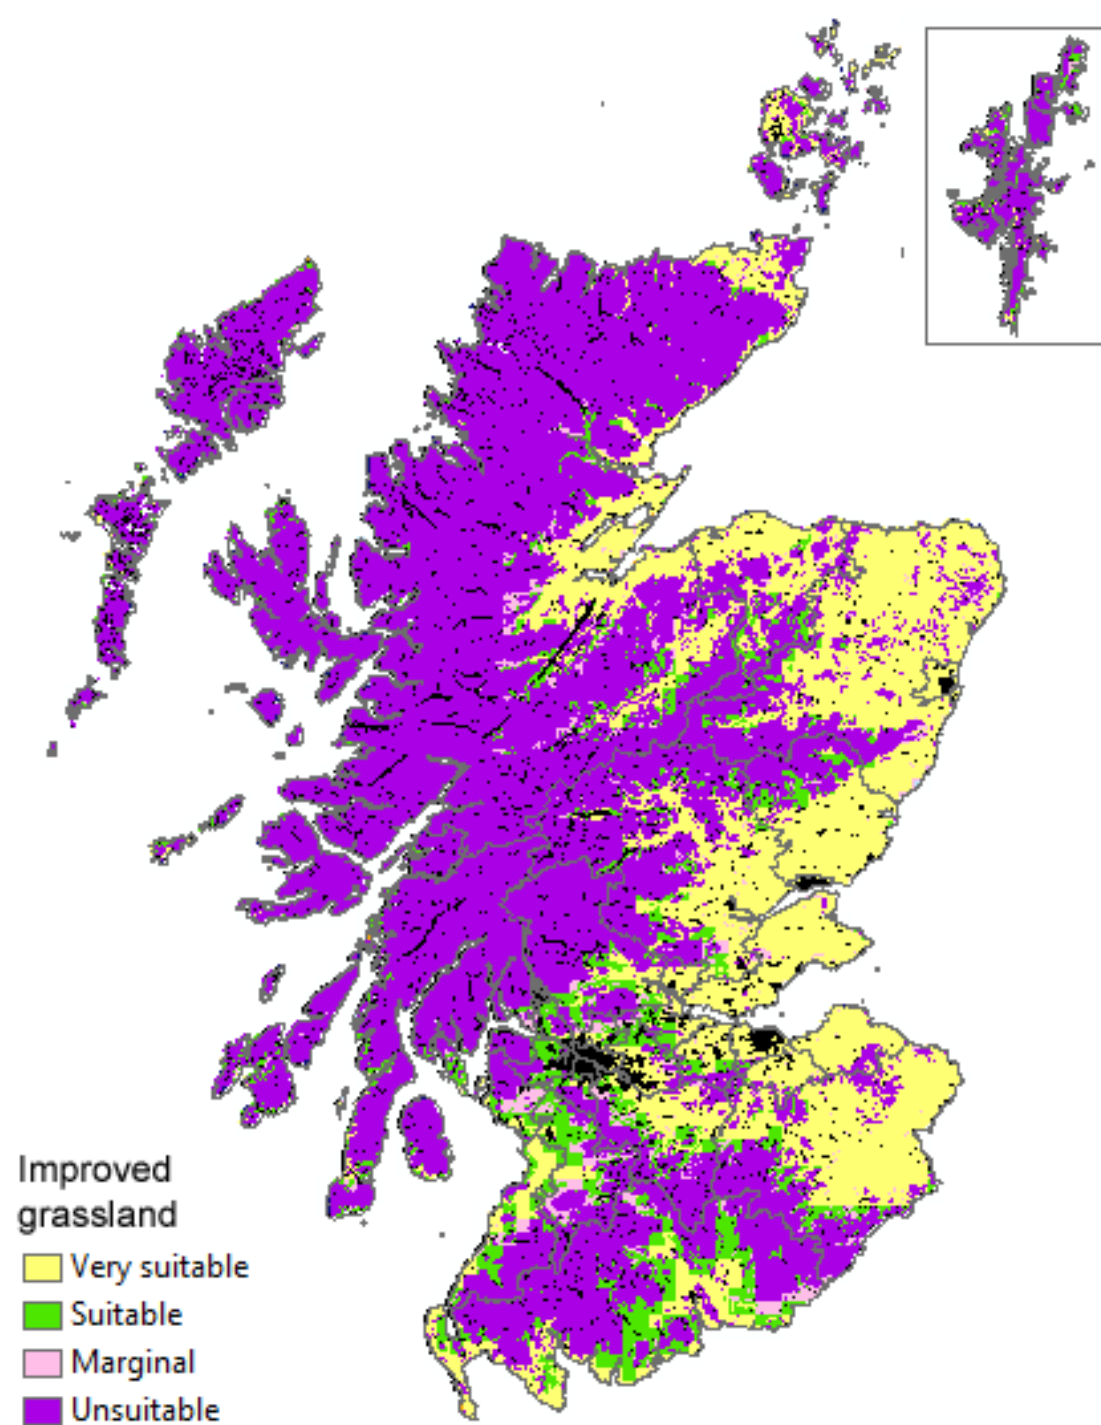 Improved
grassland
Very suitable
Suitable
Marginal
Unsuitable